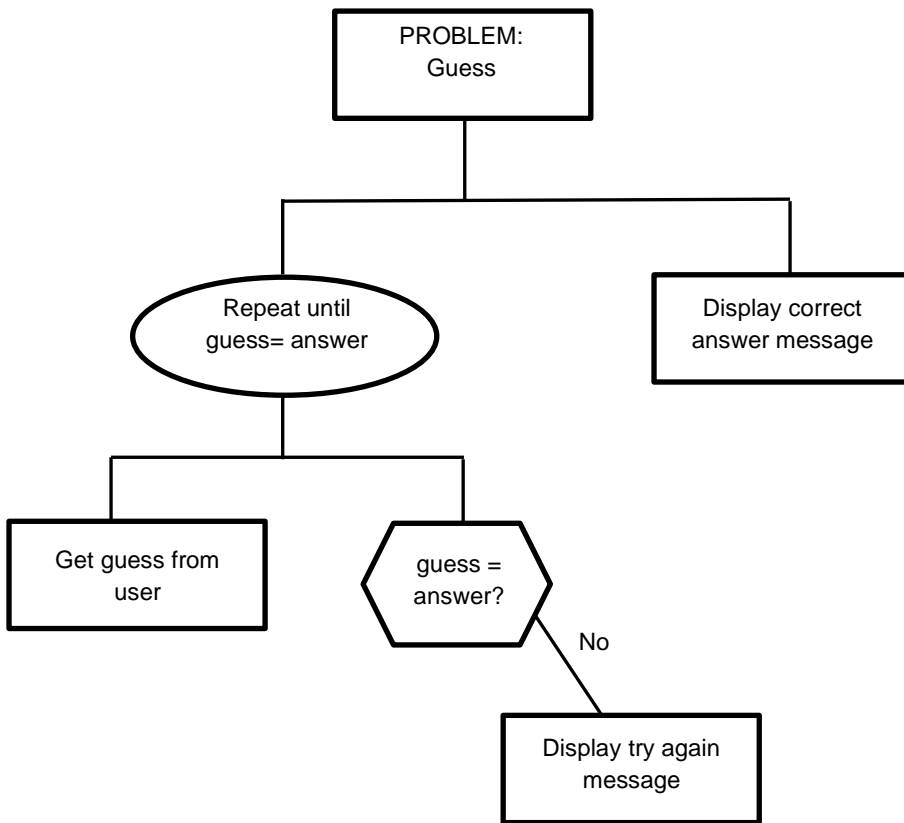 PROBLEM:
Guess
Repeat until
guess= answer
Display correct
answer message
Get guess from
user
guess =
answer?
No
Display try again
message